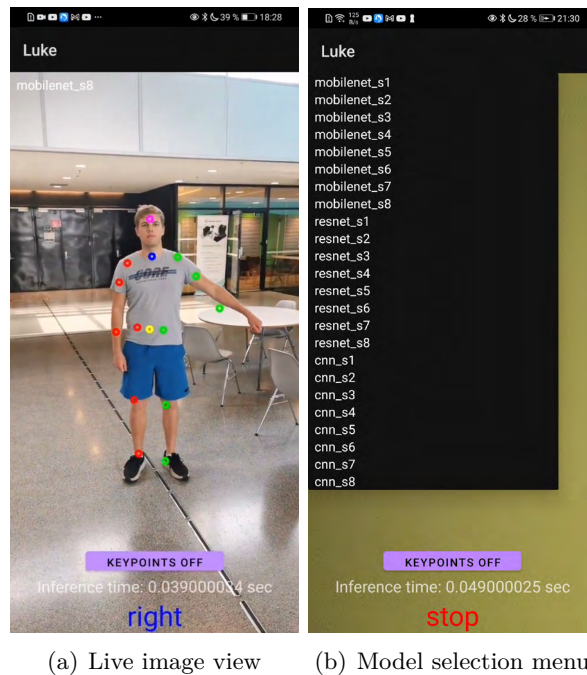 39 % 18:28
Luke
mobilenet_s8
CORE
KEYPOINTS OFF
Inference time: 0.039000034 sec
right
(a) Live image view
125 B/s 28 % 21:30
Luke
mobilenet_s1
mobilenet_s2
mobilenet_s3
mobilenet_s4
mobilenet_s5
mobilenet_s6
mobilenet_s7
mobilenet_s8
resnet_s1
resnet_s2
resnet_s3
resnet_s4
resnet_s5
resnet_s6
resnet_s7
resnet_s8
cnn_s1
cnn_s2
cnn_s3
cnn_s4
cnn_s5
cnn_s6
cnn_s7
cnn_s8
KEYPOINTS OFF
Inference time: 0.049000025 sec
stop
(b) Model selection menu